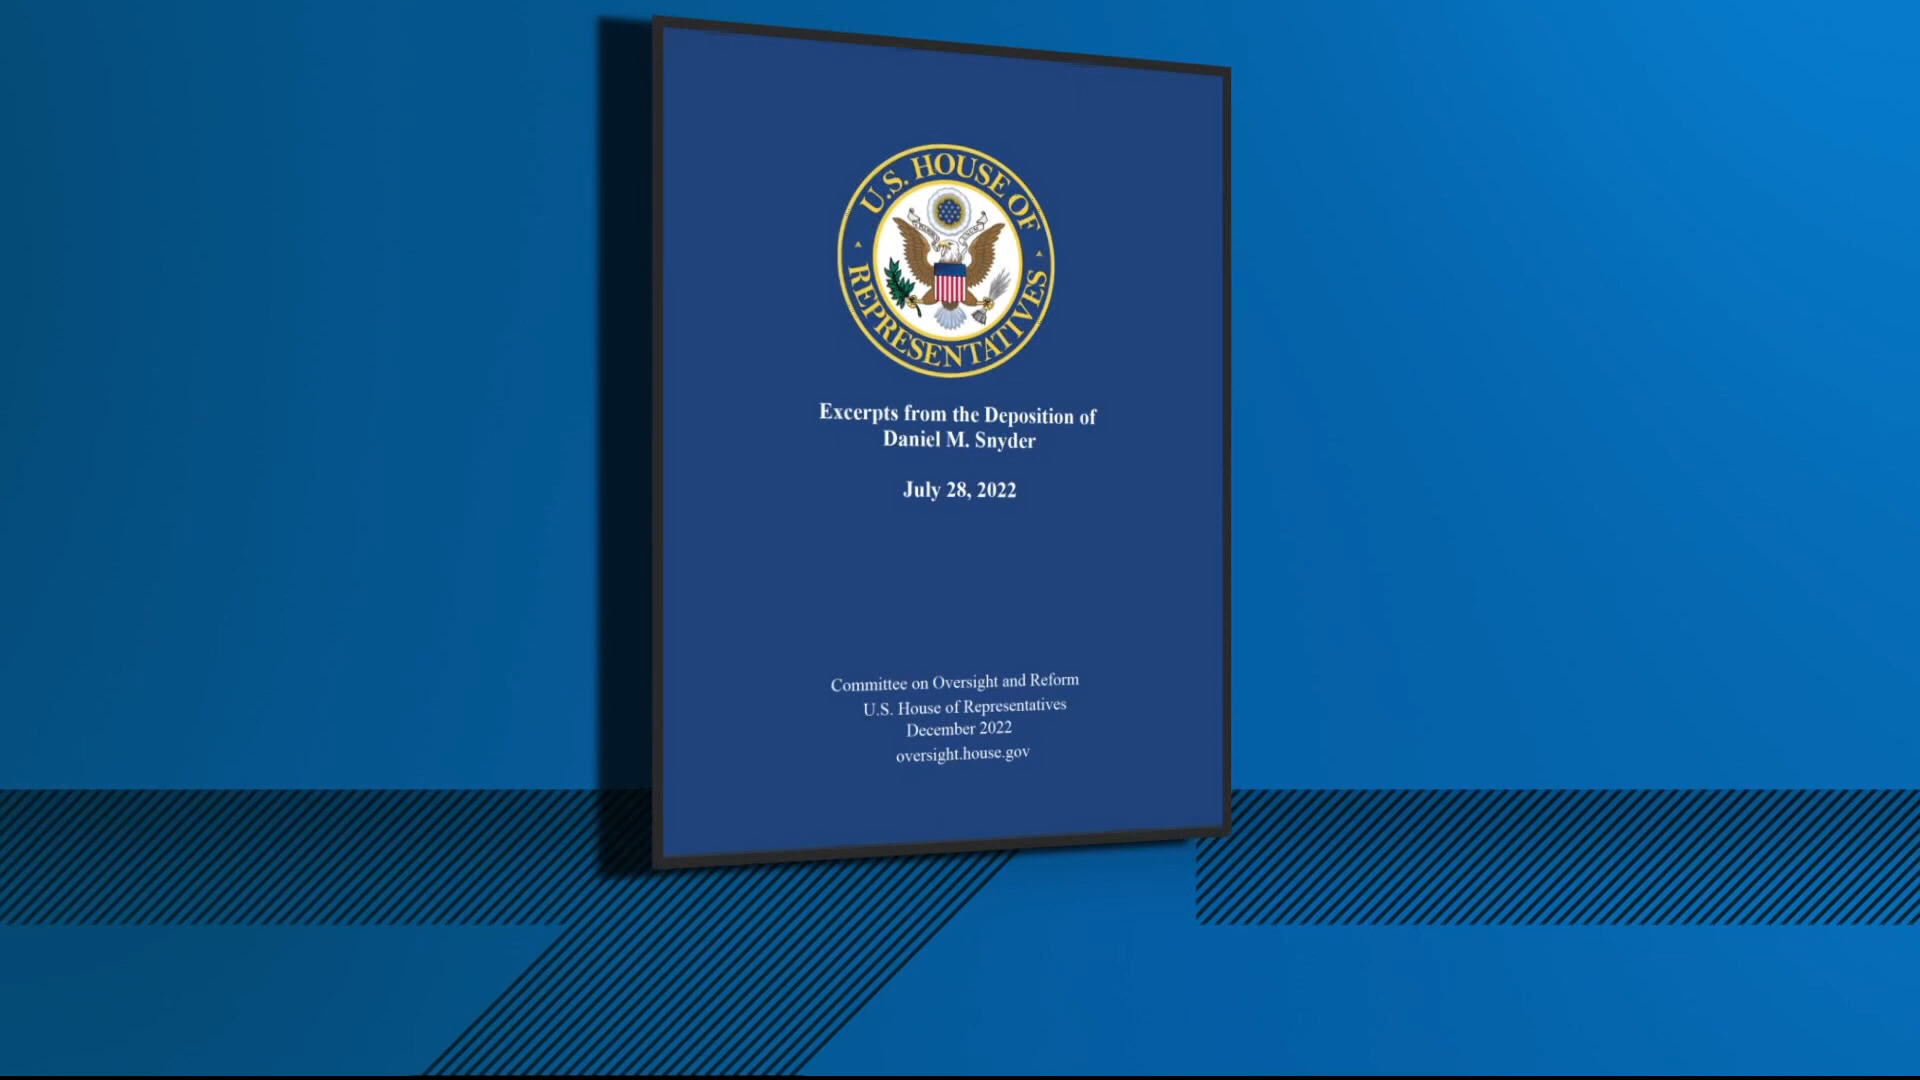 U.S. HOUSE OF
REPRESENTATIVES
Excerpts from the Deposition of
Daniel M. Snyder
July 28, 2022
Committee on Oversight and Reform
U.S. House of Representatives
December 2022
oversight.house.gov